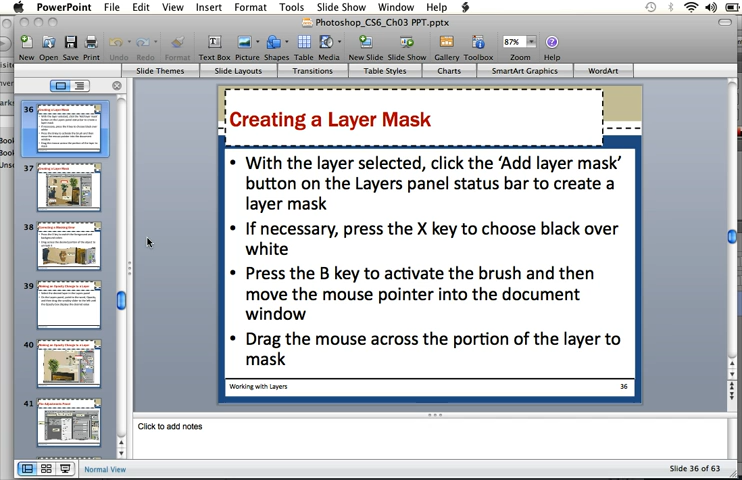 PowerPoint File Edit View Insert Format Tools Slide Show Window Help
Photoshop_CS6_Ch03 PPT.pptx
87%
New Open Save Print Undo Redo Format Text Box Picture Shapes Table Media New Slide Slide Show Gallery Toolbox Zoom Help
Slide Themes Slide Layouts Transitions Table Styles Charts SmartArt Graphics WordArt
36
37
38
39
40
41
Creating a Layer Mask
• With the layer selected, click the ‘Add layer mask’
button on the Layers panel status bar to create a
layer mask
• If necessary, press the X key to choose black over
white
• Press the B key to activate the brush and then
move the mouse pointer into the document
window
• Drag the mouse across the portion of the layer to
mask
Working with Layers 36
Click to add notes
Normal View Slide 36 of 63